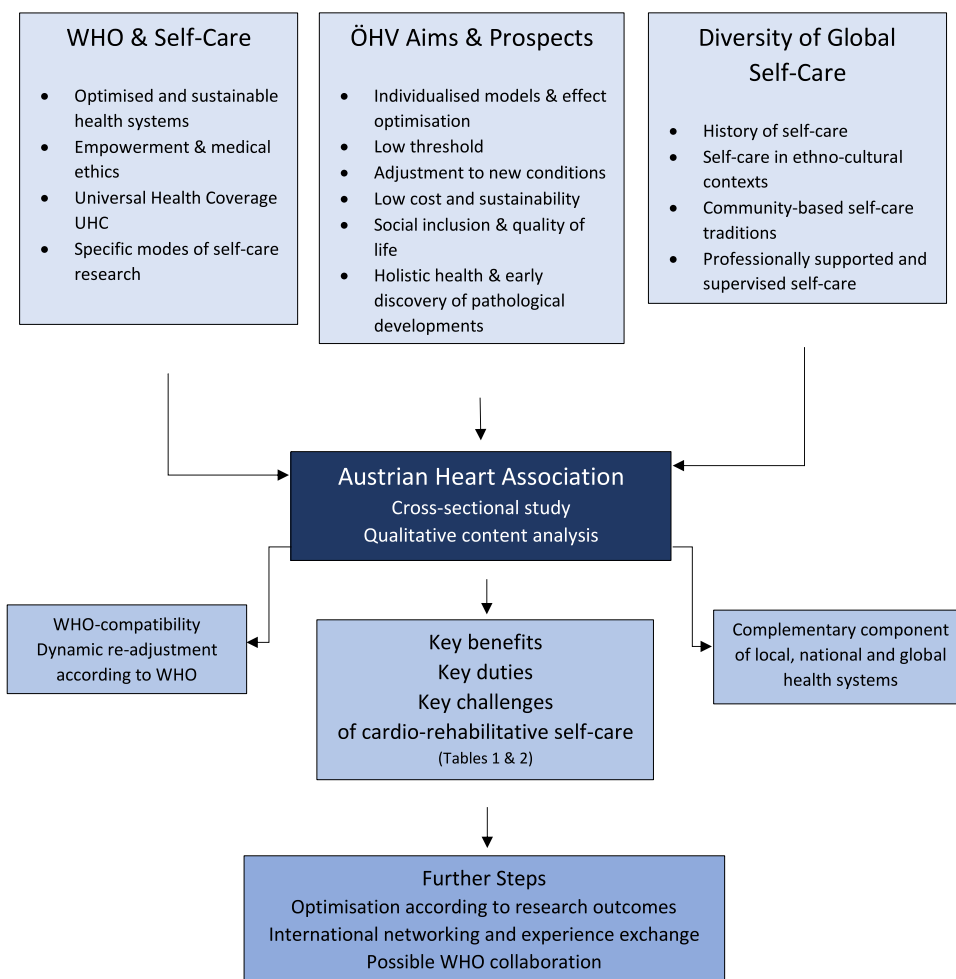 WHO & Self-Care
• Optimised and sustainable
health systems
• Empowerment & medical
ethics
• Universal Health Coverage
UHC
• Specific modes of self-care
research
ÖHV Aims & Prospects
• Individualised models & effect
optimisation
• Low threshold
• Adjustment to new conditions
• Low cost and sustainability
• Social inclusion & quality of
life
• Holistic health & early
discovery of pathological
developments
Diversity of Global
Self-Care
• History of self-care
• Self-care in ethno-cultural
contexts
• Community-based self-care
traditions
• Professionally supported and
supervised self-care
Austrian Heart Association
Cross-sectional study
Qualitative content analysis
WHO-compatibility
Dynamic re-adjustment
according to WHO
Key benefits
Key duties
Key challenges
of cardio-rehabilitative self-care
(Tables 1 & 2)
Complementary component
of local, national and global
health systems
Further Steps
Optimisation according to research outcomes
International networking and experience exchange
Possible WHO collaboration